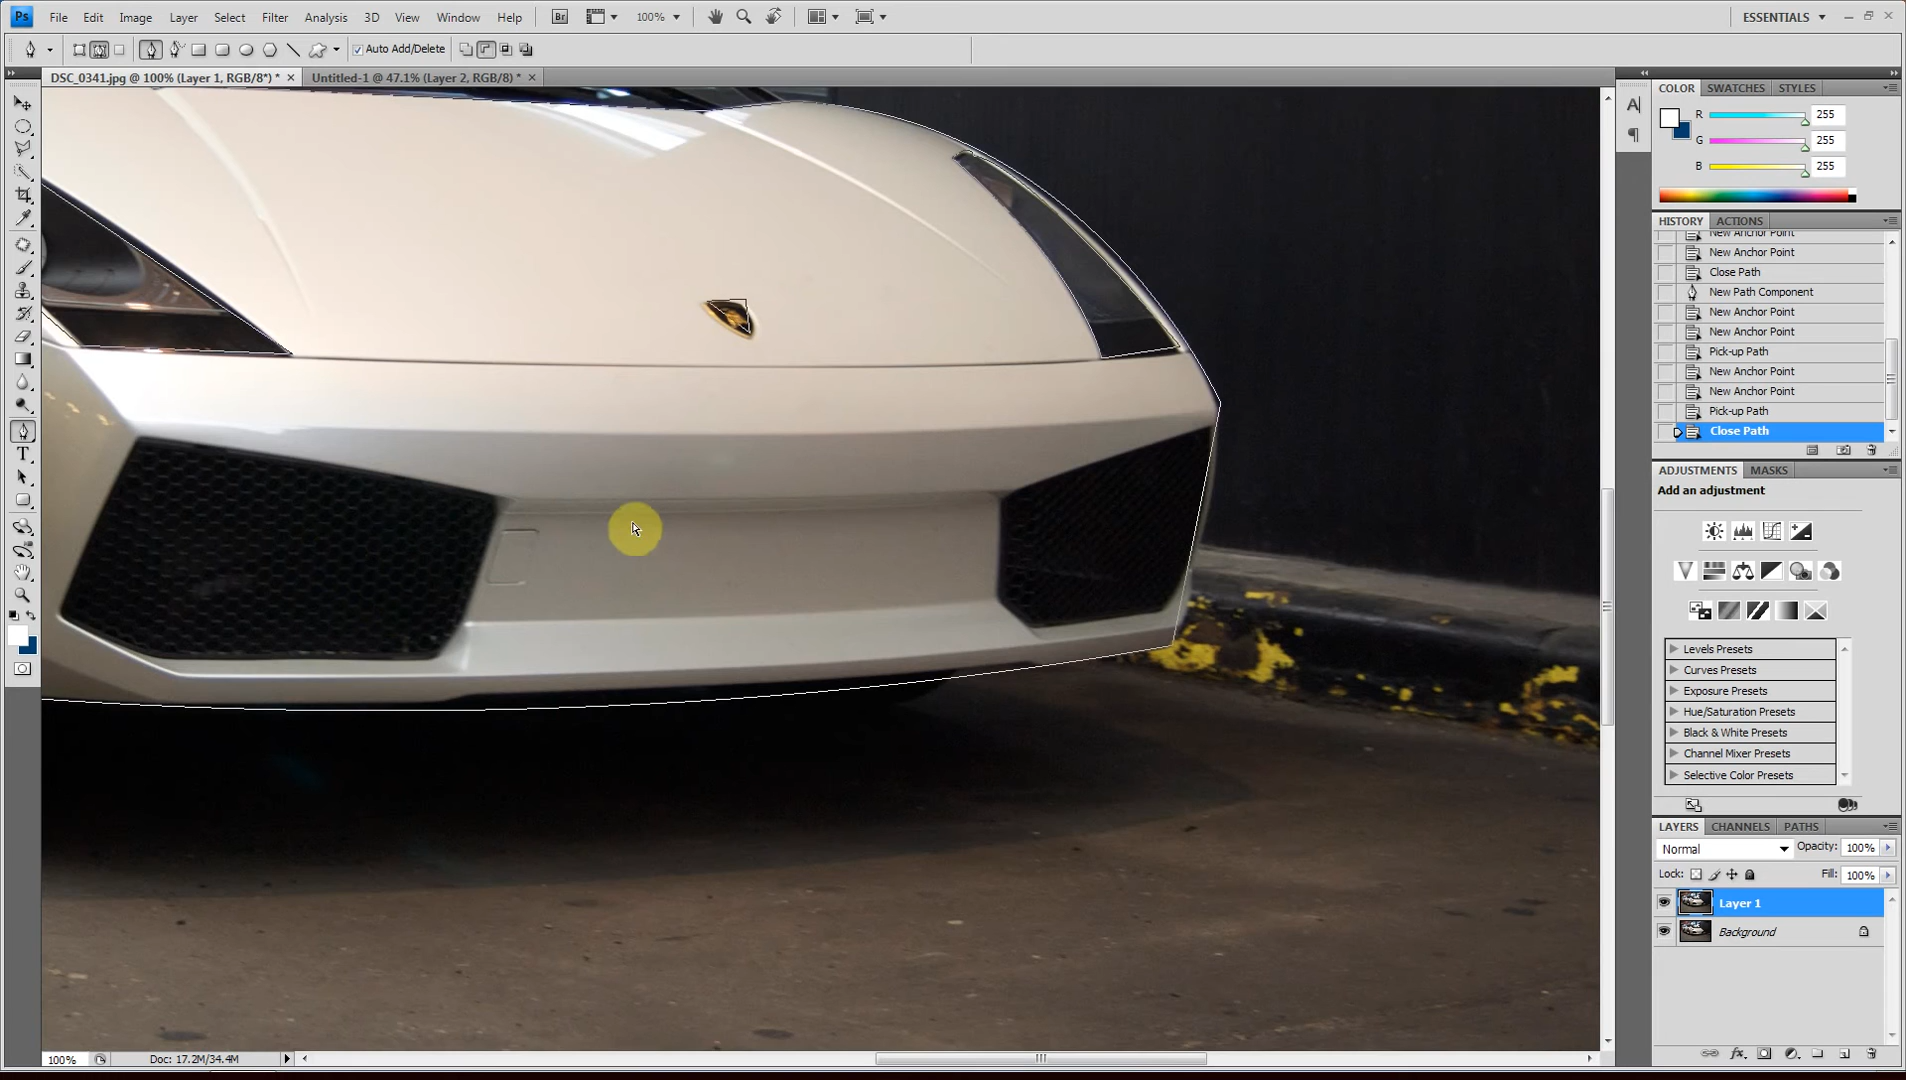 Ps File Edit Image Layer Select Filter Analysis 3D View Window Help Br 100% ESSENTIALS
Auto Add/Delete
DSC_0341.jpg @ 100% (Layer 1, RGB/8*) * Untitled-1 @ 47.1% (Layer 2, RGB/8) *
COLOR SWATCHES STYLES
R 255
G 255
B 255
HISTORY ACTIONS
New Anchor Point
New Anchor Point
Close Path
New Path Component
New Anchor Point
New Anchor Point
Pick-up Path
New Anchor Point
New Anchor Point
Pick-up Path
Close Path
ADJUSTMENTS MASKS
Add an adjustment
Levels Presets
Curves Presets
Exposure Presets
Hue/Saturation Presets
Black & White Presets
Channel Mixer Presets
Selective Color Presets
LAYERS CHANNELS PATHS
Normal Opacity: 100%
Lock: Fill: 100%
Layer 1
Background
100% Doc: 17.2M/34.4M